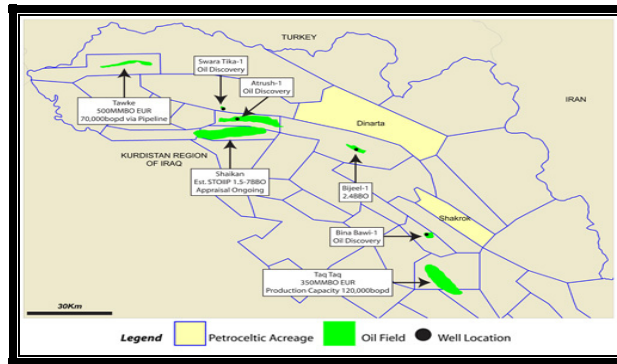 TURKEY
IRAN
Swara Tika-1
Oil Discovery
Atrush-1
Oil Discovery
Tawke
500MMBO EUR
70,000bopd via Pipeline
Dinarta
KURDISTAN REGION
OF IRAQ
Shaikan
Est. STOIIP 1.5-7BBO
Appraisal Ongoing
Bijeel-1
2.4BBO
Shakrok
Bina Bawi-1
Oil Discovery
Taq Taq
350MMBO EUR
Production Capacity 120,000bopd
30Km
Legend
Petroceltic Acreage
Oil Field
Well Location